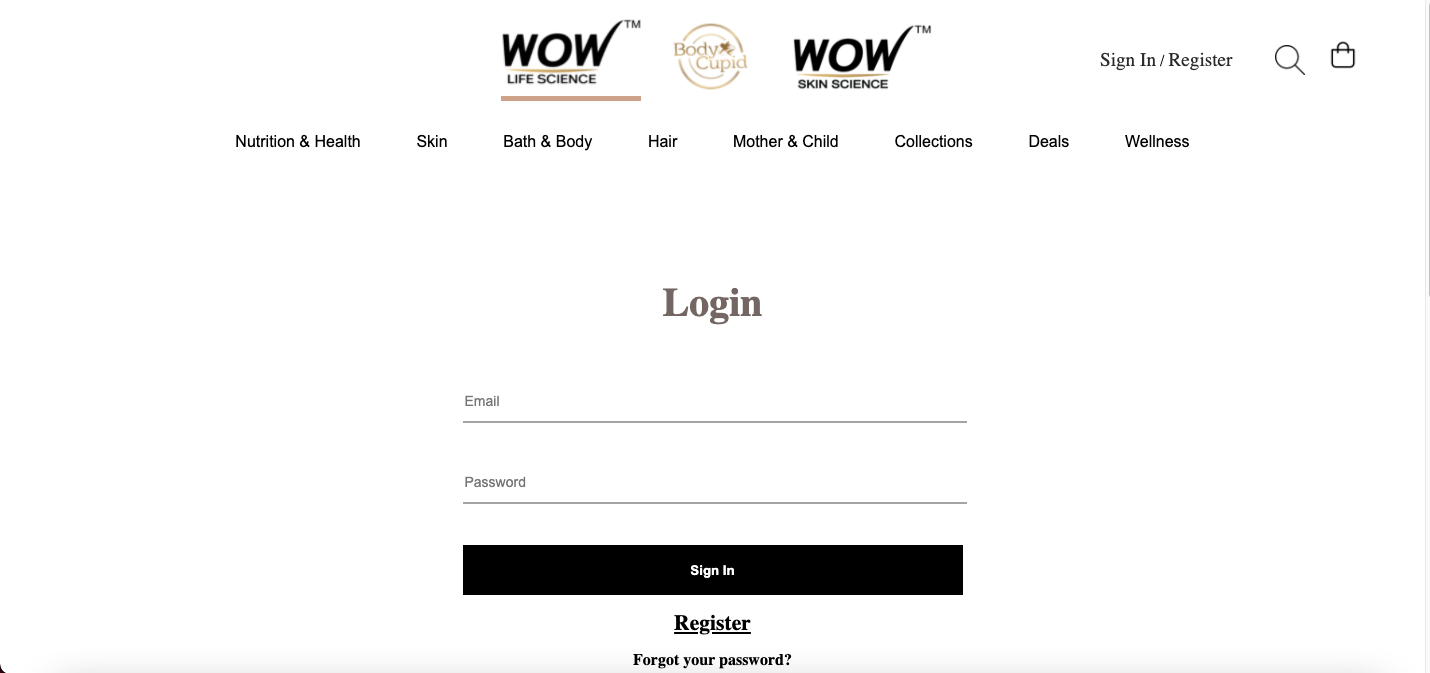 WOW™ LIFE SCIENCE
Body Cupid
WOW™ SKIN SCIENCE
Sign In / Register
Nutrition & Health Skin Bath & Body Hair Mother & Child Collections Deals Wellness
Login
Email
Password
Sign In
Register
Forgot your password?